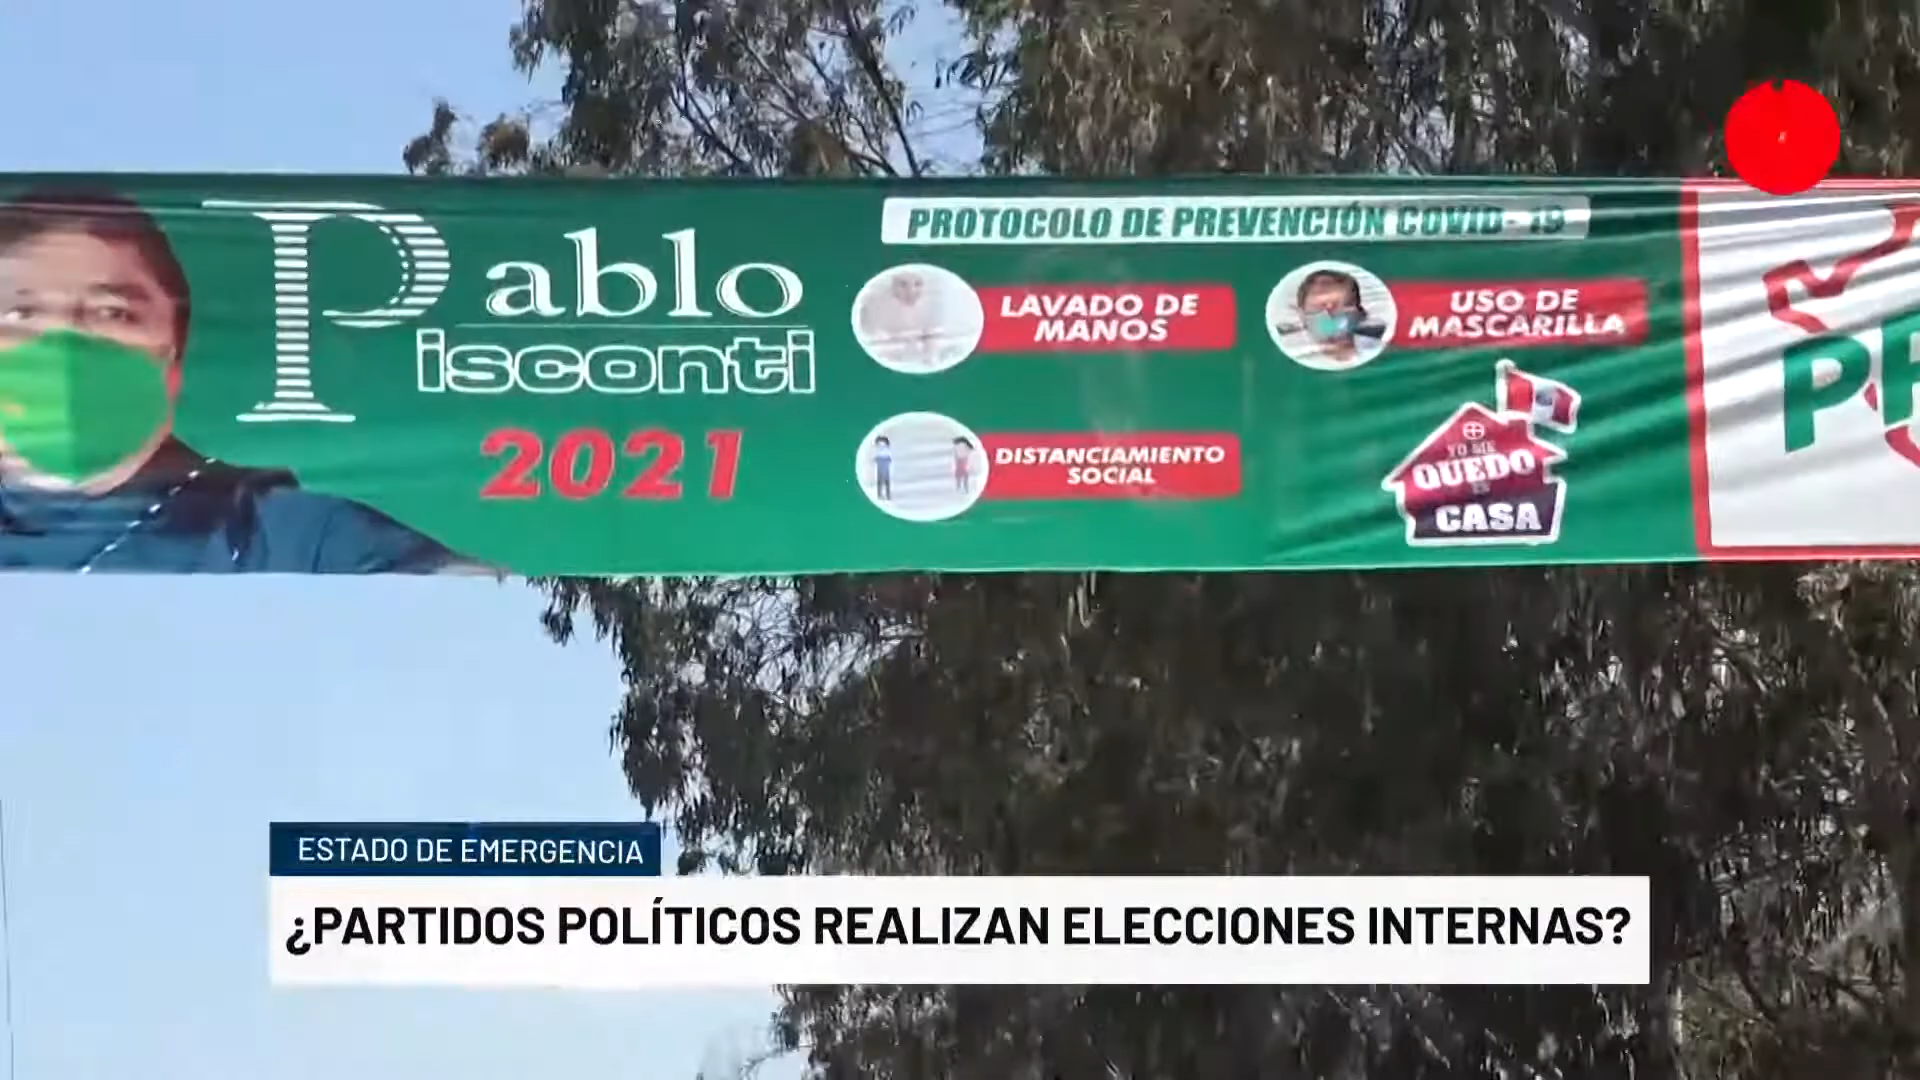 Pablo
Pisconti
2021
PROTOCOLO DE PREVENCIÓN COVID-19
LAVADO DE
MANOS
USO DE
MASCARILLA
DISTANCIAMIENTO
SOCIAL
YO ME
QUEDO
EN
CASA
ESTADO DE EMERGENCIA
¿PARTIDOS POLÍTICOS REALIZAN ELECCIONES INTERNAS?